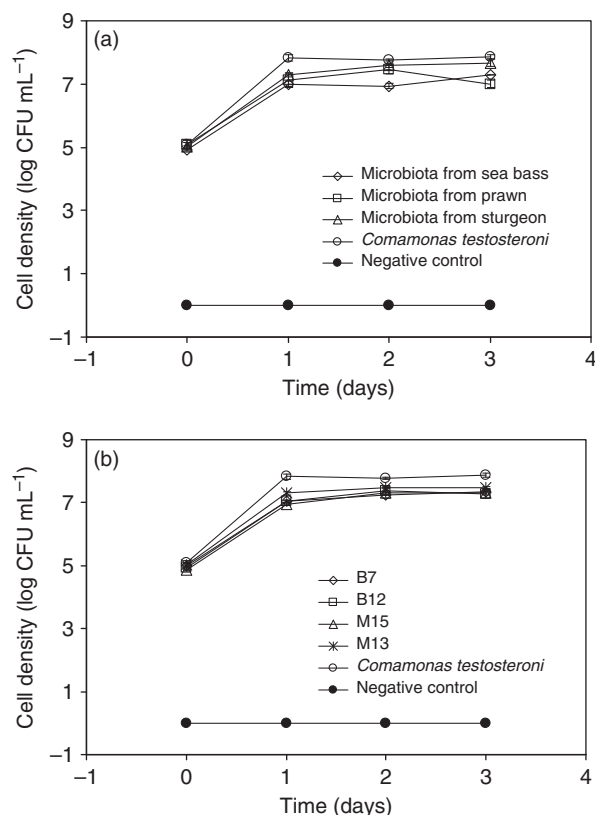 (a)
Cell density (log CFU mL⁻¹)
9
7
5
3
1
−1
Microbiota from sea bass
Microbiota from prawn
Microbiota from sturgeon
Comamonas testosteroni
Negative control
−1 0 1 2 3 4
Time (days)
(b)
Cell density (log CFU mL⁻¹)
9
7
5
3
1
−1
B7
B12
M15
M13
Comamonas testosteroni
Negative control
−1 0 1 2 3 4
Time (days)